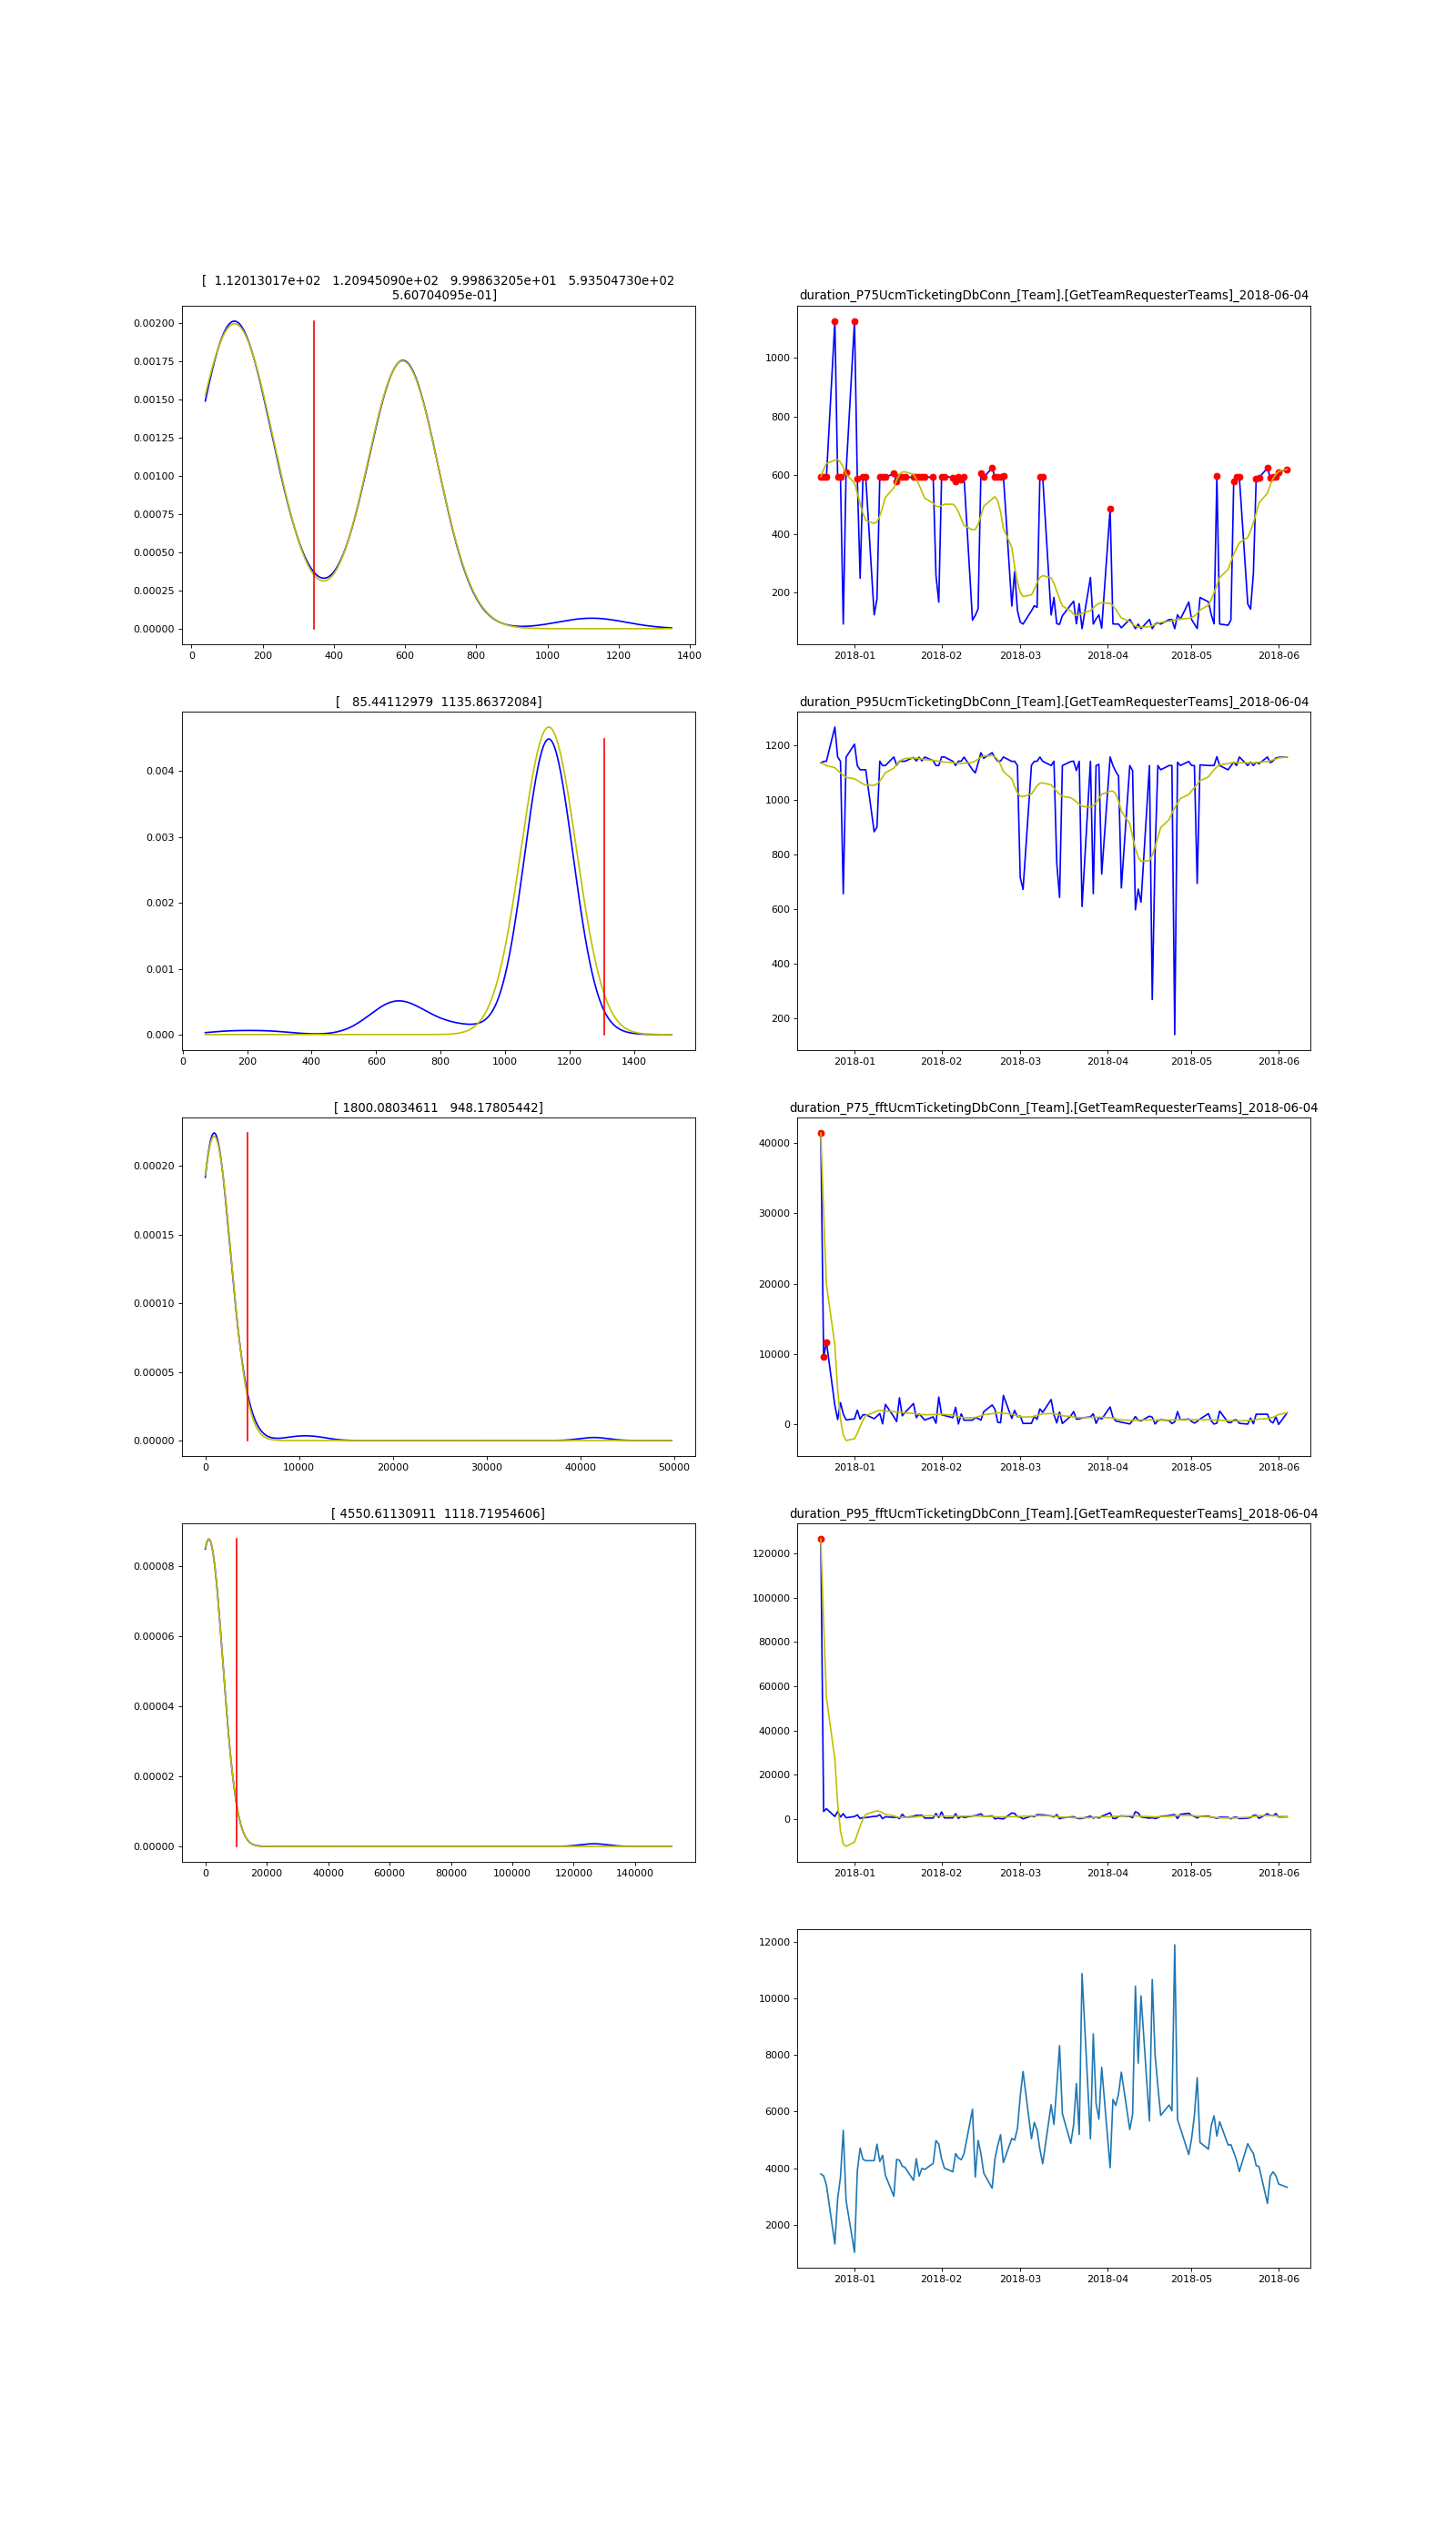 [  1.12013017e+02   1.20945090e+02   9.99863205e+01   5.93504730e+02
5.60704095e-01]
0.00200
0.00175
0.00150
0.00125
0.00100
0.00075
0.00050
0.00025
0.00000
0 200 400 600 800 1000 1200 1400
duration_P75UcmTicketingDbConn_[Team].[GetTeamRequesterTeams]_2018-06-04
1000
800
600
400
200
2018-01 2018-02 2018-03 2018-04 2018-05 2018-06
[   85.44112979  1135.86372084]
0.004
0.003
0.002
0.001
0.000
0 200 400 600 800 1000 1200 1400
duration_P95UcmTicketingDbConn_[Team].[GetTeamRequesterTeams]_2018-06-04
1200
1000
800
600
400
200
2018-01 2018-02 2018-03 2018-04 2018-05 2018-06
[ 1800.08034611   948.17805442]
0.00020
0.00015
0.00010
0.00005
0.00000
0 10000 20000 30000 40000 50000
duration_P75_fftUcmTicketingDbConn_[Team].[GetTeamRequesterTeams]_2018-06-04
40000
30000
20000
10000
0
2018-01 2018-02 2018-03 2018-04 2018-05 2018-06
[ 4550.61130911  1118.71954606]
0.00008
0.00006
0.00004
0.00002
0.00000
0 20000 40000 60000 80000 100000 120000 140000
duration_P95_fftUcmTicketingDbConn_[Team].[GetTeamRequesterTeams]_2018-06-04
120000
100000
80000
60000
40000
20000
0
2018-01 2018-02 2018-03 2018-04 2018-05 2018-06
12000
10000
8000
6000
4000
2000
2018-01 2018-02 2018-03 2018-04 2018-05 2018-06